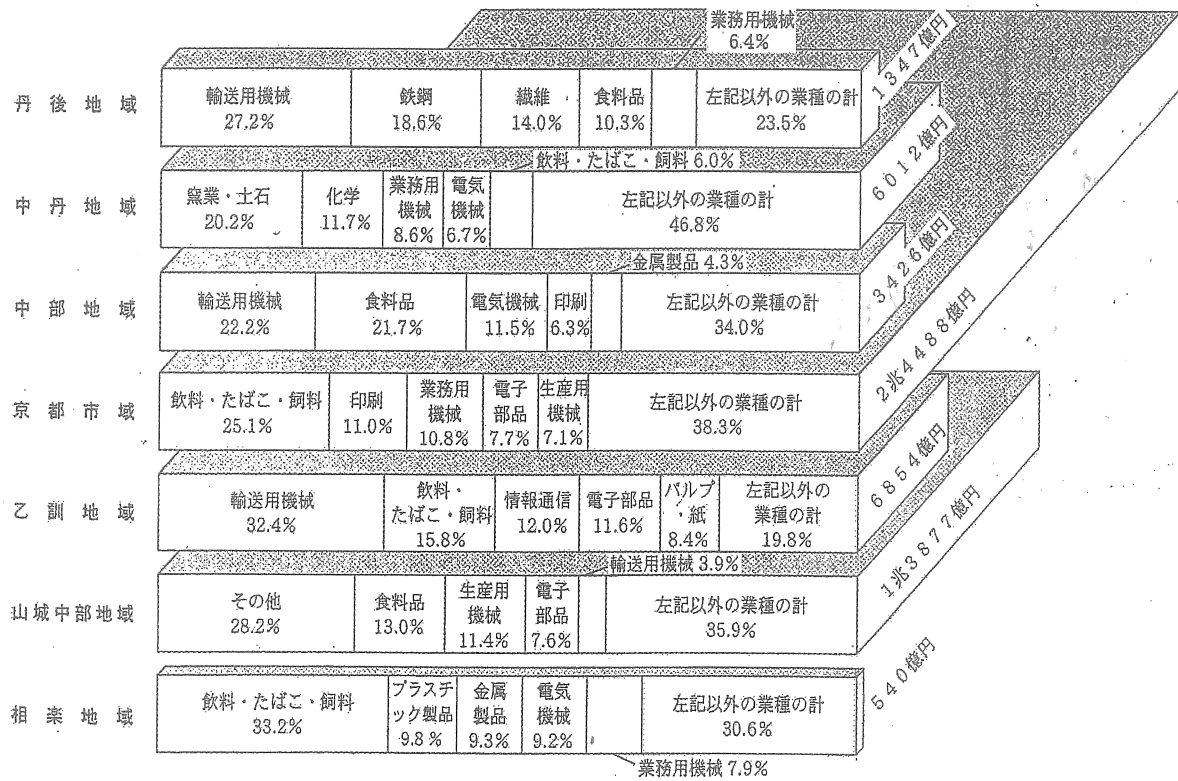 業務用機械
6.4%
1347億円
丹後地域
輸送用機械
27.2%
鉄鋼
18.6%
繊維
14.0%
食料品
10.3%
左記以外の業種の計
23.5%
飲料・たばこ・飼料 6.0%
6012億円
中丹地域
窯業・土石
20.2%
化学
11.7%
業務用
機械
8.6%
電気
機械
6.7%
左記以外の業種の計
46.8%
金属製品 4.3%
3426億円
中部地域
輸送用機械
22.2%
食料品
21.7%
電気機械
11.5%
印刷
6.3%
左記以外の業種の計
34.0%
2兆4488億円
京都市域
飲料・たばこ・飼料
25.1%
印刷
11.0%
業務用
機械
10.8%
電子
部品
7.7%
生産用
機械
7.1%
左記以外の業種の計
38.3%
6854億円
乙訓地域
輸送用機械
32.4%
飲料・
たばこ・飼料
15.8%
情報通信
12.0%
電子部品
11.6%
パルプ
・紙
8.4%
左記以外の
業種の計
19.8%
輸送用機械 3.9%
1兆3877億円
山城中部地域
その他
28.2%
食料品
13.0%
生産用
機械
11.4%
電子
部品
7.6%
左記以外の業種の計
35.9%
540億円
相楽地域
飲料・たばこ・飼料
33.2%
プラスチ
ック製品
9.8%
金属
製品
9.3%
電気
機械
9.2%
左記以外の業種の計
30.6%
業務用機械 7.9%